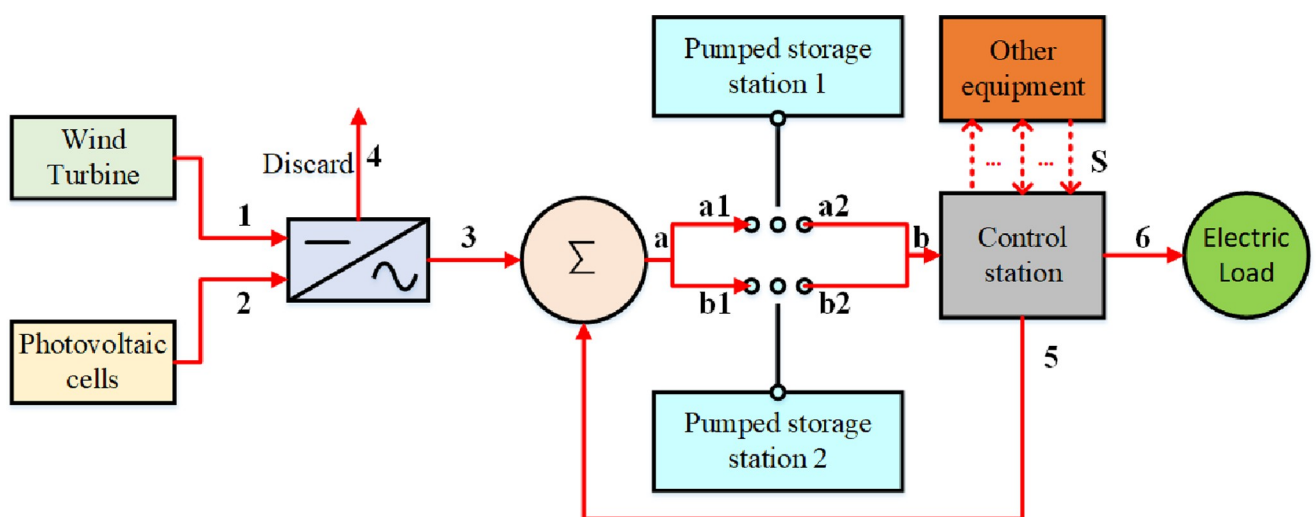 Pumped storage
station 1
Other
equipment
Wind
Turbine
Discard
4
...
...
S
1
3
Σ
a
a1
a2
b
Control
station
6
Electric
Load
2
b1
b2
Photovoltaic
cells
5
Pumped storage
station 2